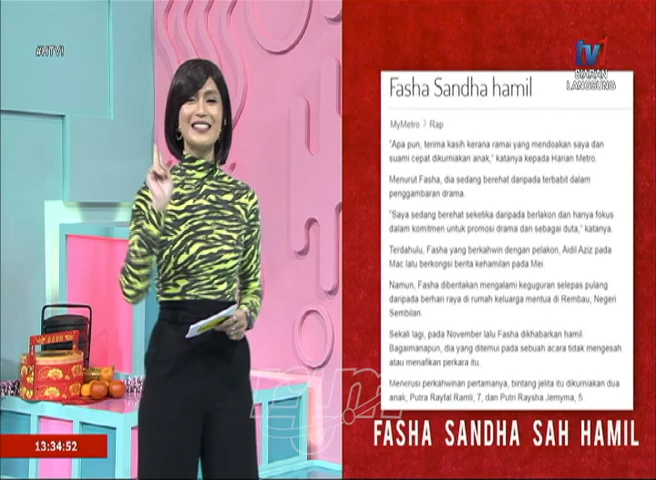 #HTV1
tv1
SIARAN
LANGSUNG
Fasha Sandha hamil
MyMetro 〉 Rap
"Apa pun, terima kasih kerana ramai yang mendoakan saya dan
suami cepat dikurniakan anak," katanya kepada Harian Metro.
Menurut Fasha, dia sedang berehat daripada terbabit dalam
penggambaran drama.
"Saya sedang berehat seketika daripada berlakon dan hanya fokus
dalam komitmen untuk promosi drama dan sebagai duta," katanya.
Terdahulu, Fasha yang berkahwin dengan pelakon, Aidil Aziz pada
Mac lalu berkongsi berita kehamilan pada Mei.
Namun, Fasha diberitakan mengalami keguguran selepas pulang
daripada berhari raya di rumah keluarga mentua di Rembau, Negeri
Sembilan.
Sekali lagi, pada November lalu Fasha dikhabarkan hamil.
Bagaimanapun, dia yang ditemui pada sebuah acara tidak mengesah
atau menafikan perkara itu.
Menerusi perkahwinan pertamanya, bintang jelita itu dikurniakan dua
anak, Putra Rayfal Ramli, 7, dan Putri Raysha Jemyma, 5.
FASHA SANDHA SAH HAMIL
13:34:52